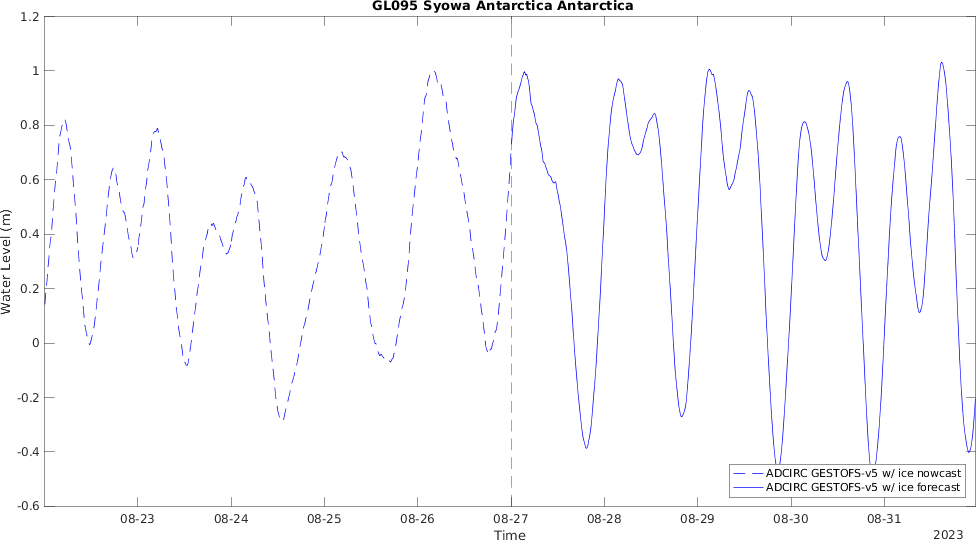 GL095 Syowa Antarctica Antarctica
1.2
1
0.8
0.6
0.4
0.2
0
-0.2
-0.4
-0.6
Water Level (m)
08-23 08-24 08-25 08-26 08-27 08-28 08-29 08-30 08-31
Time
2023
ADCIRC GESTOFS-v5 w/ ice nowcast
ADCIRC GESTOFS-v5 w/ ice forecast